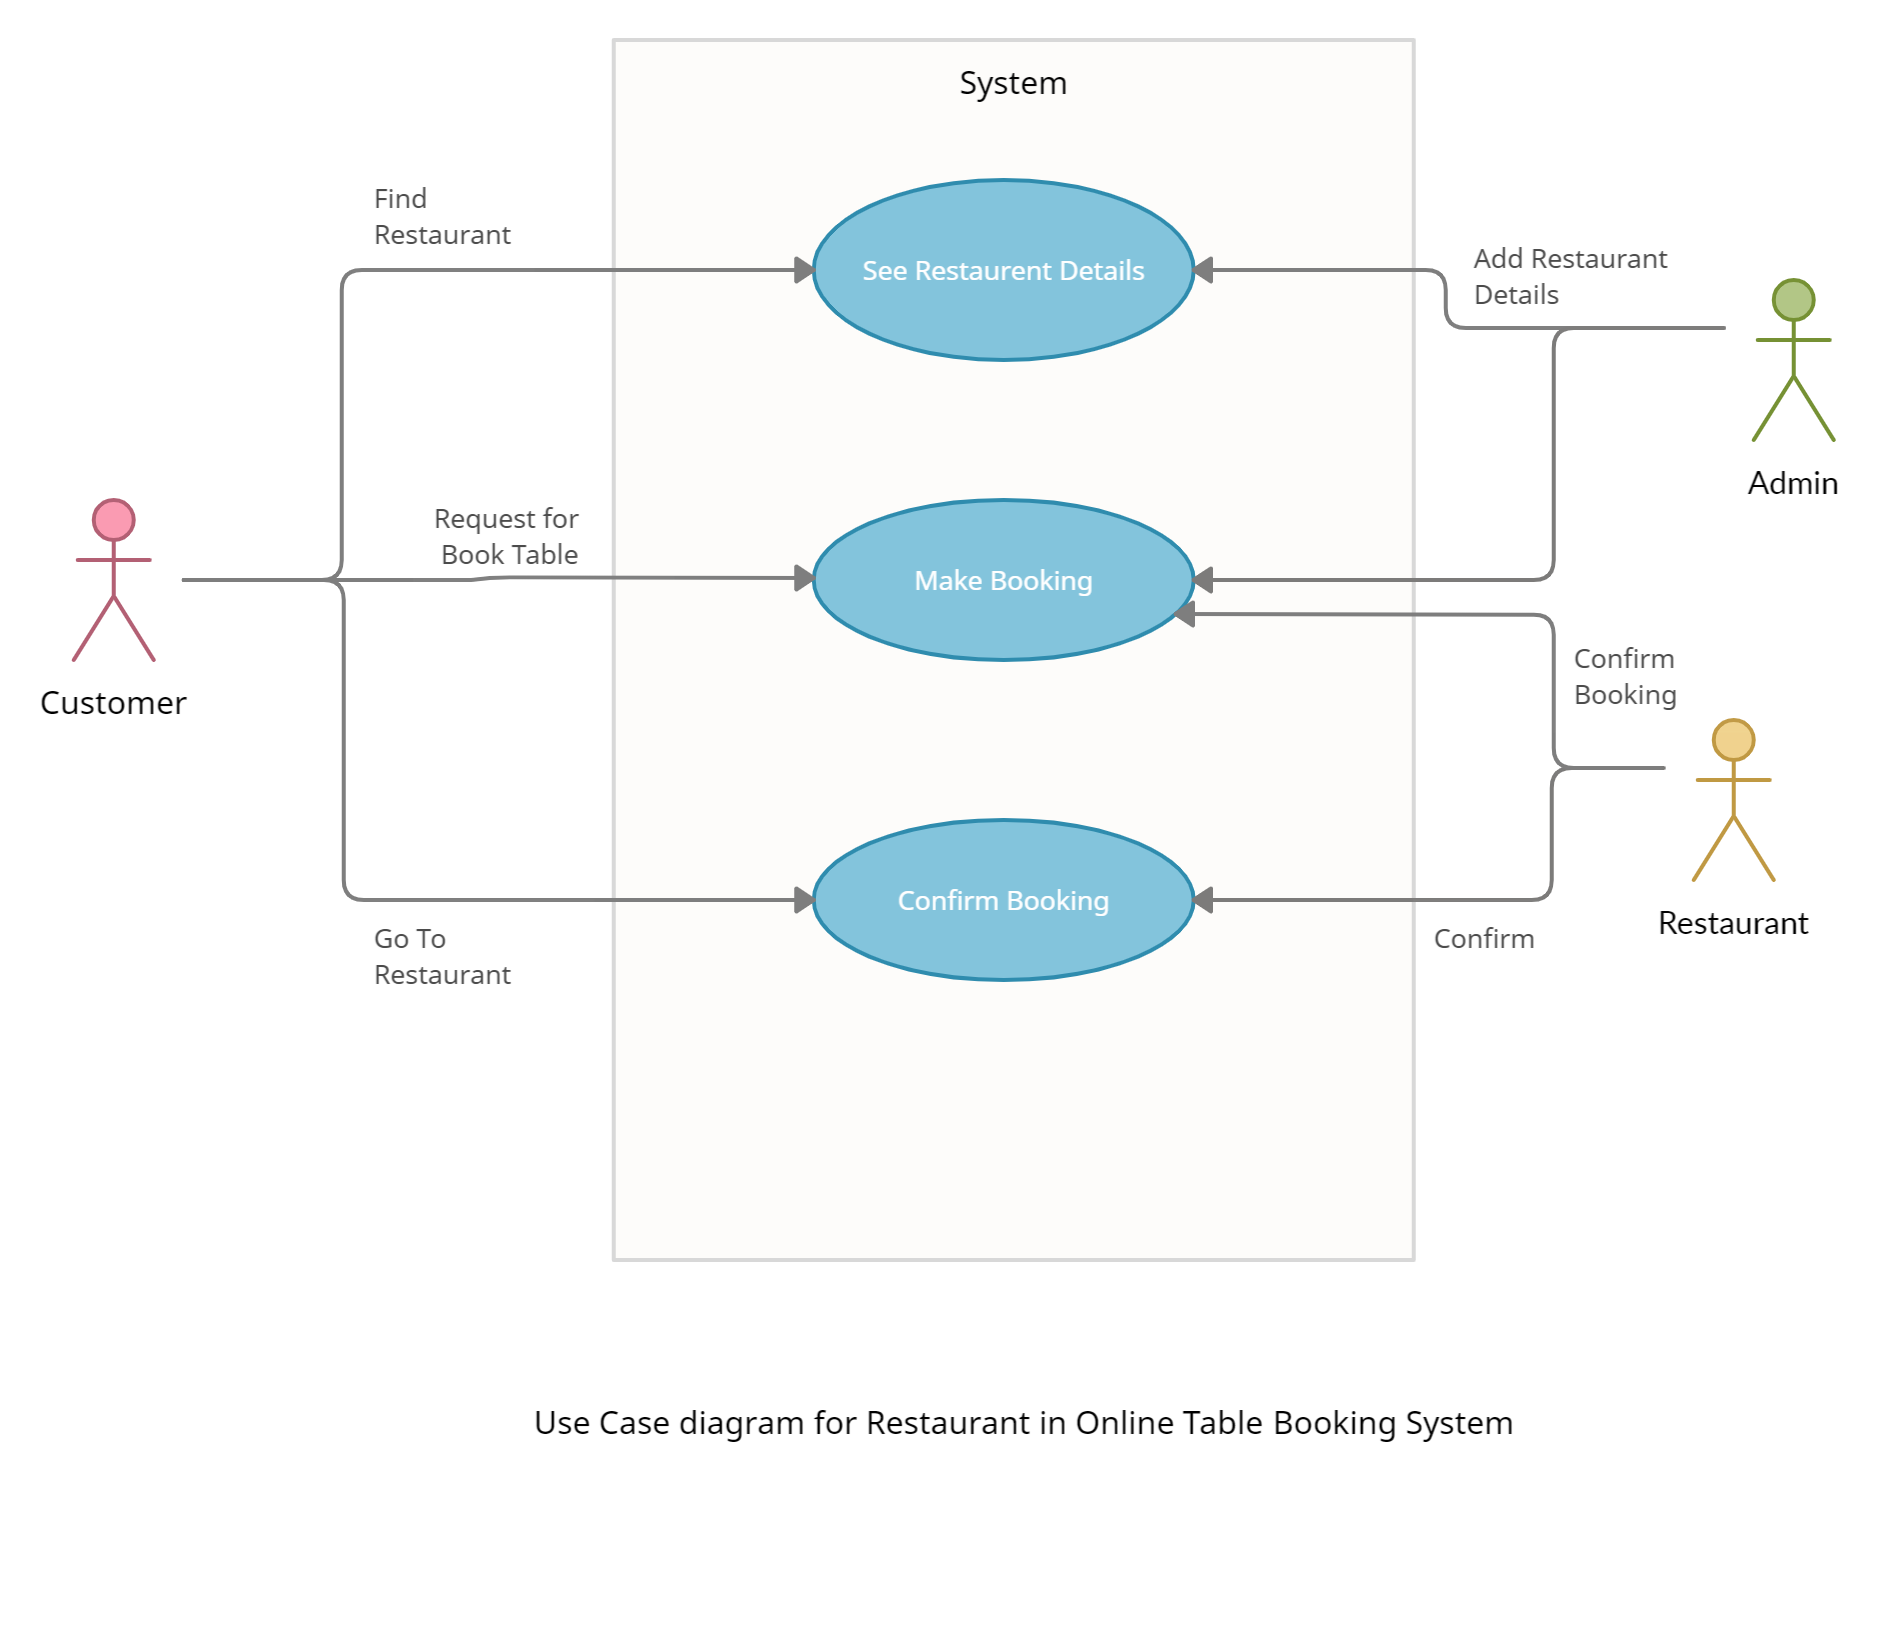 System
Find
Restaurant
See Restaurent Details
Add Restaurant
Details
Admin
Request for
Book Table
Make Booking
Customer
Confirm
Booking
Confirm Booking
Restaurant
Go To
Restaurant
Confirm
Use Case diagram for Restaurant in Online Table Booking System